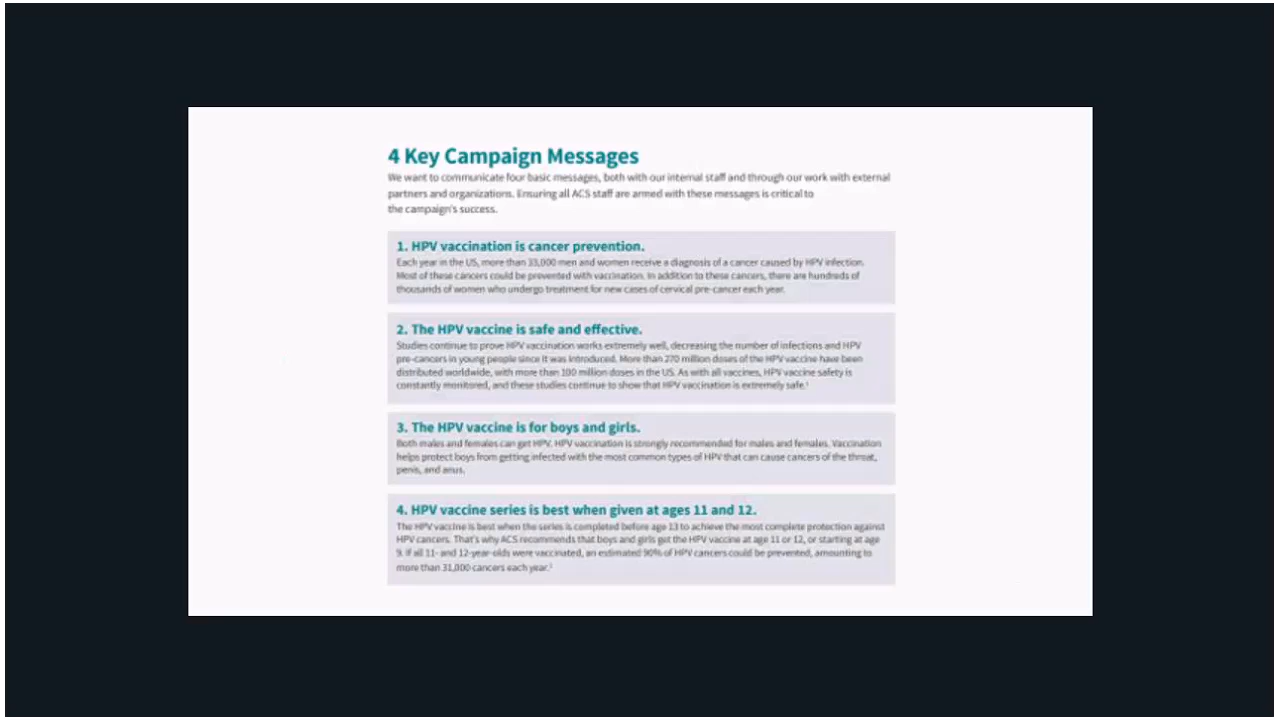 4 Key Campaign Messages
We want to communicate four basic messages, both with our internal staff and through our work with external
partners and organizations. Ensuring all ACS staff are armed with these messages is critical to
the campaign's success.
1. HPV vaccination is cancer prevention.
Each year in the US, more than 33,000 men and women receive a diagnosis of a cancer caused by HPV infection.
Most of these cancers could be prevented with vaccination. In addition to these cancers, there are hundreds of
thousands of women who undergo treatment for new cases of cervical pre-cancer each year.
2. The HPV vaccine is safe and effective.
Studies continue to prove HPV vaccination works extremely well, decreasing the number of infections and HPV
pre-cancers in young people since it was introduced. More than 270 million doses of the HPV vaccine have been
distributed worldwide, with more than 100 million doses in the US. As with all vaccines, HPV vaccine safety is
constantly monitored, and these studies continue to show that HPV vaccination is extremely safe.¹
3. The HPV vaccine is for boys and girls.
Both males and females can get HPV. HPV vaccination is strongly recommended for males and females. Vaccination
helps protect boys from getting infected with the most common types of HPV that can cause cancers of the throat,
penis, and anus.
4. HPV vaccine series is best when given at ages 11 and 12.
The HPV vaccine is best when the series is completed before age 13 to achieve the most complete protection against
HPV cancers. That's why ACS recommends that boys and girls get the HPV vaccine at age 11 or 12, or starting at age
9. If all 11- and 12-year-olds were vaccinated, an estimated 90% of HPV cancers could be prevented, amounting to
more than 31,000 cancers each year.